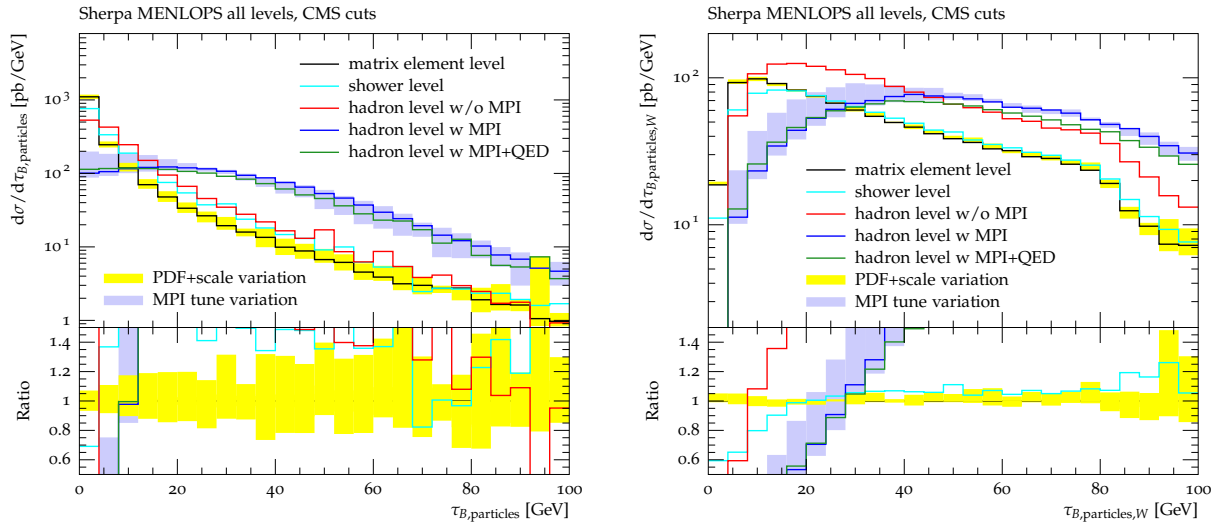 Sherpa MENLOPS all levels, CMS cuts
dσ/dτB,particles [pb/GeV]
10³
10²
10¹
1
matrix element level
shower level
hadron level w/o MPI
hadron level w MPI
hadron level w MPI+QED
PDF+scale variation
MPI tune variation
Ratio
1.4
1.2
1
0.8
0.6
0 20 40 60 80 100
τB,particles [GeV]
Sherpa MENLOPS all levels, CMS cuts
dσ/dτB,particles,W [pb/GeV]
10²
10¹
matrix element level
shower level
hadron level w/o MPI
hadron level w MPI
hadron level w MPI+QED
PDF+scale variation
MPI tune variation
Ratio
1.4
1.2
1
0.8
0.6
0 20 40 60 80 100
τB,particles,W [GeV]